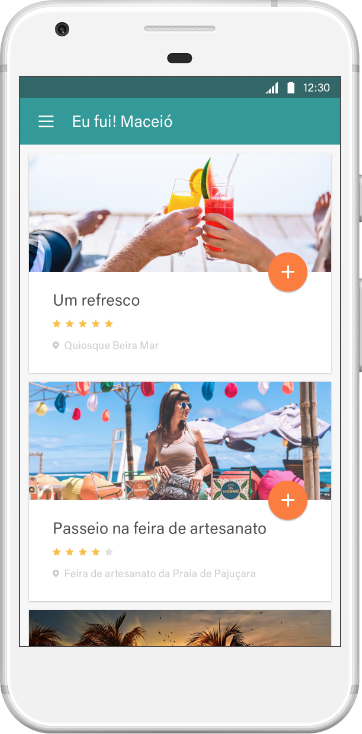 12:30
Eu fui! Maceió
Um refresco
Quiosque Beira Mar
Passeio na feira de artesanato
Feira de artesanato da Praia de Pajuçara